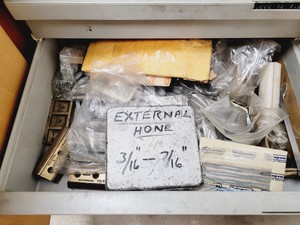 EXTERNAL
HONE
3/16" — 7/16"